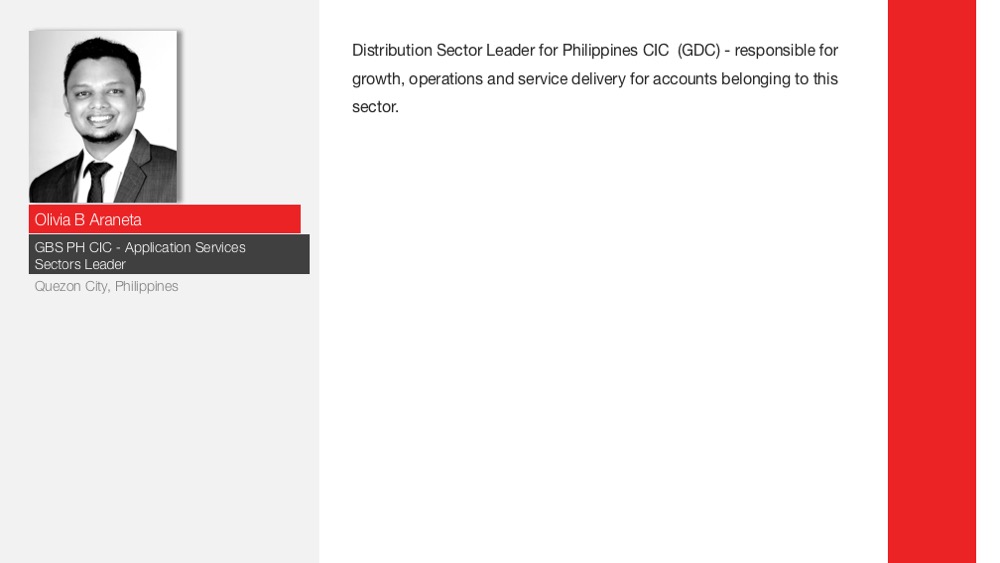 Olivia B Araneta
GBS PH CIC - Application Services
Sectors Leader
Quezon City, Philippines
Distribution Sector Leader for Philippines CIC  (GDC) - responsible for
growth, operations and service delivery for accounts belonging to this
sector.